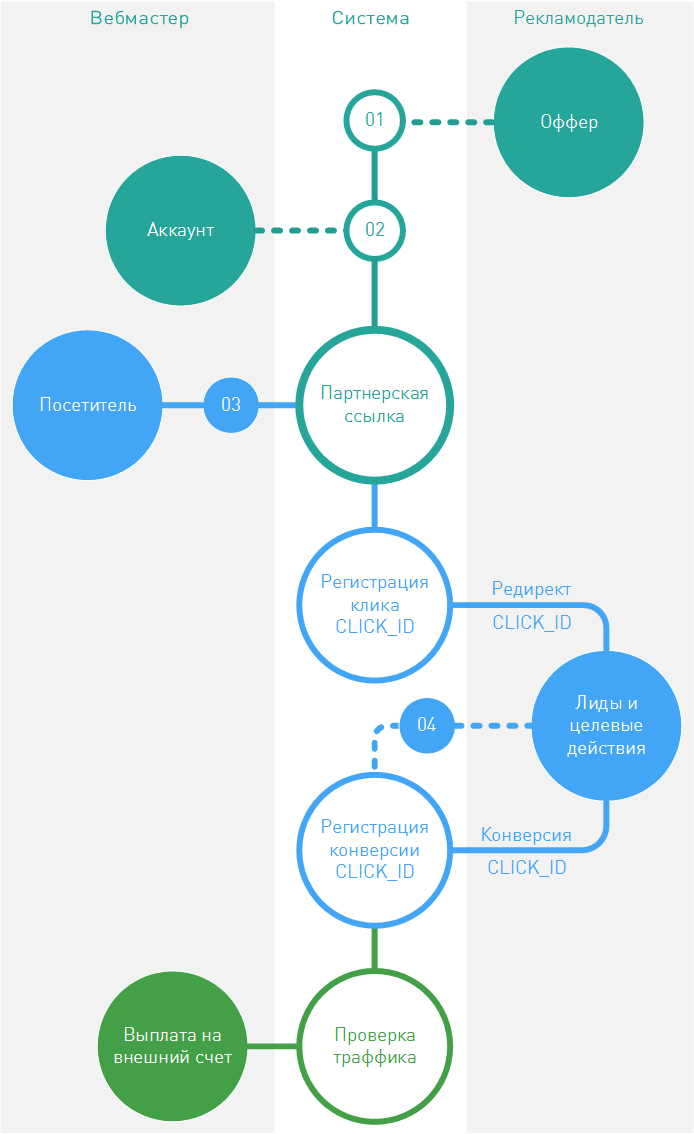 Вебмастер
Система
Рекламодатель
01
Оффер
02
Аккаунт
Партнерская
ссылка
Посетитель
03
Регистрация
клика
CLICK_ID
Редирект
CLICK_ID
Лиды и
целевые
действия
04
Регистрация
конверсии
CLICK_ID
Конверсия
CLICK_ID
Выплата на
внешний счет
Проверка
траффика